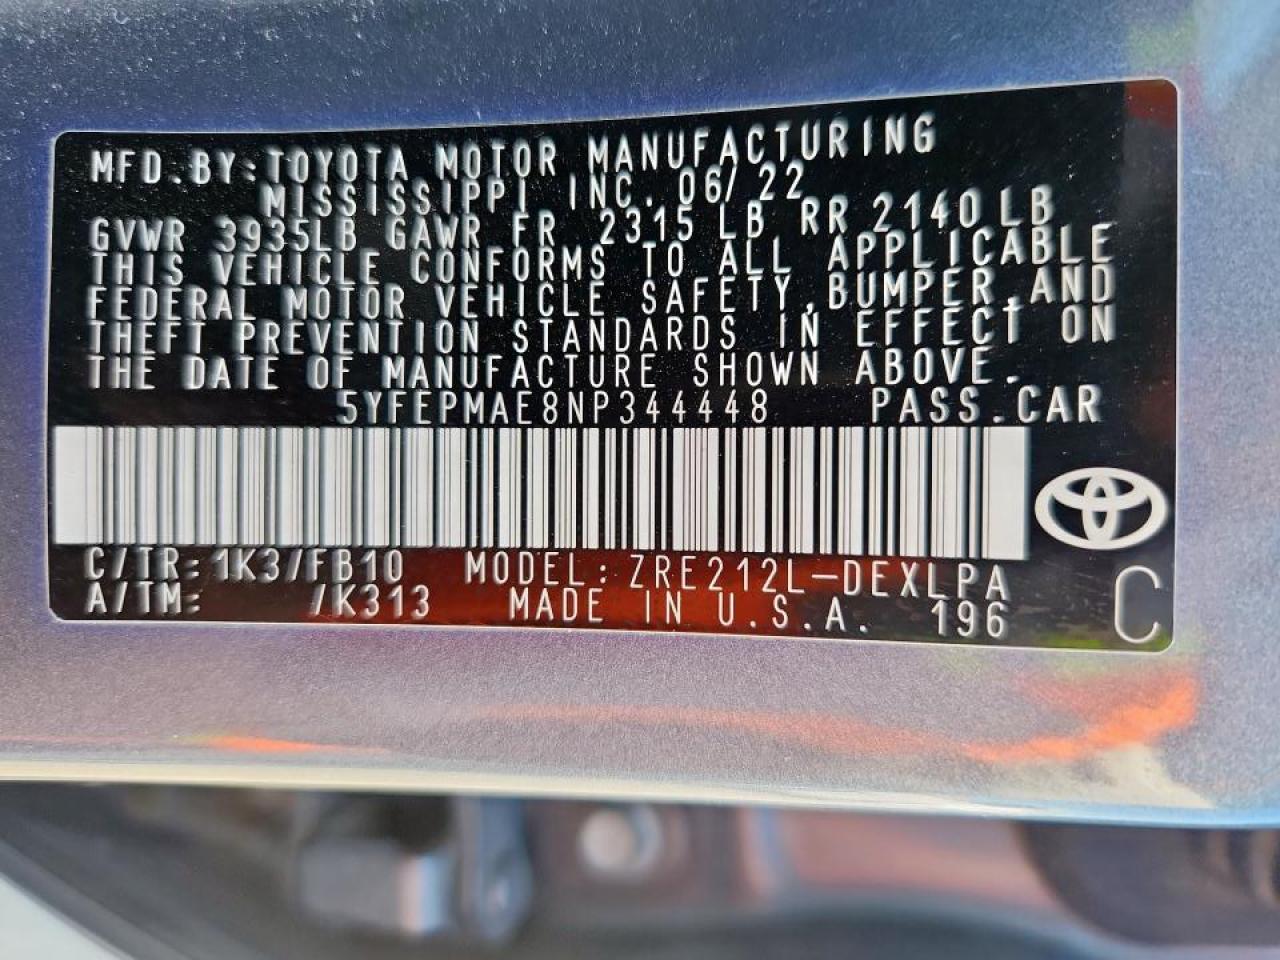 MFD.BY:TOYOTA MOTOR MANUFACTURING
MISSISSIPPI INC. 06/22
GVWR 3935LB GAWR FR 2315 LB RR 2140 LB
THIS VEHICLE CONFORMS TO ALL APPLICABLE
FEDERAL MOTOR VEHICLE SAFETY,BUMPER,AND
THEFT PREVENTION STANDARDS IN EFFECT ON
THE DATE OF MANUFACTURE SHOWN ABOVE.
5YFEPMAE8NP344448 PASS.CAR
C/TR: 1K3/FB10 MODEL: ZRE212L-DEXLPA
A/TM: /K313 MADE IN U.S.A. 196 C